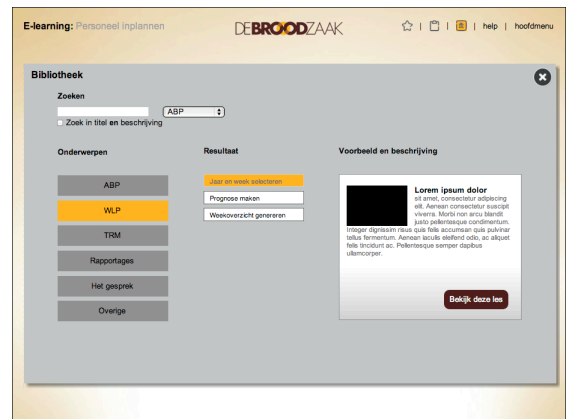 E-learning: Personeel inplannen
DEBROODZAAK
| | | help | hoofdmenu
Bibliotheek
Zoeken
ABP
Zoek in titel en beschrijving
Onderwerpen
Resultaat
Voorbeeld en beschrijving
ABP
WLP
TRM
Rapportages
Het gesprek
Overige
Jaar en week selecteren
Prognose maken
Weekoverzicht genereren
Lorem ipsum dolor
sit amet, consectetur adipiscing
elit. Aenean consectetur suscipit
viverra. Morbi non arcu blandit
justo pellentesque condimentum.
Integer dignissim risus quis felis accumsan quis pulvinar
tellus fermentum. Aenean iaculis eleifend odio, ac aliquet
felis tincidunt ac. Pellentesque semper dapibus
ullamcorper.
Bekijk deze les